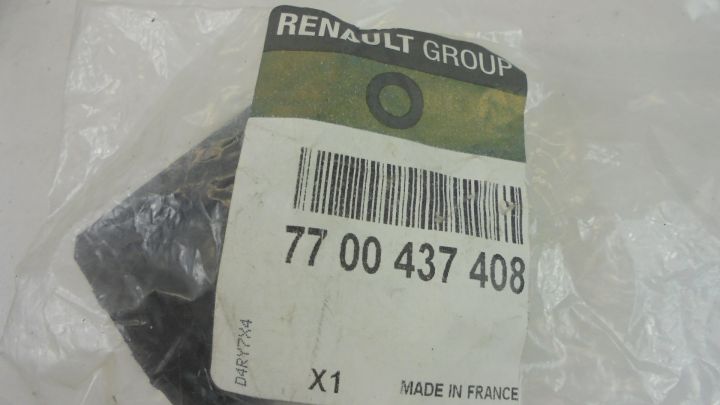 RENAULT GROUP
77 00 437 408
D4RY7X4
X1
MADE IN FRANCE